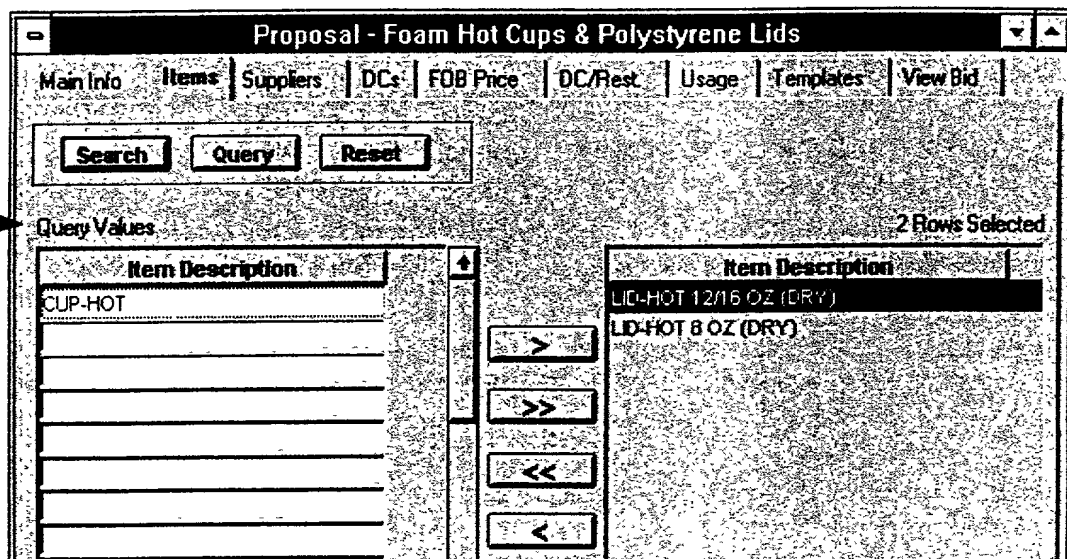 Proposal - Foam Hot Cups & Polystyrene Lids
Main Info Items Suppliers DCs FOB Price DC/Rest. Usage Templates View Bid
Search Query Reset
Query Values 2 Rows Selected
Item Description Item Description
CUP-HOT LID-HOT 12/16 OZ (DRY)
LID-HOT 8 OZ (DRY)
>
>>
<<
<